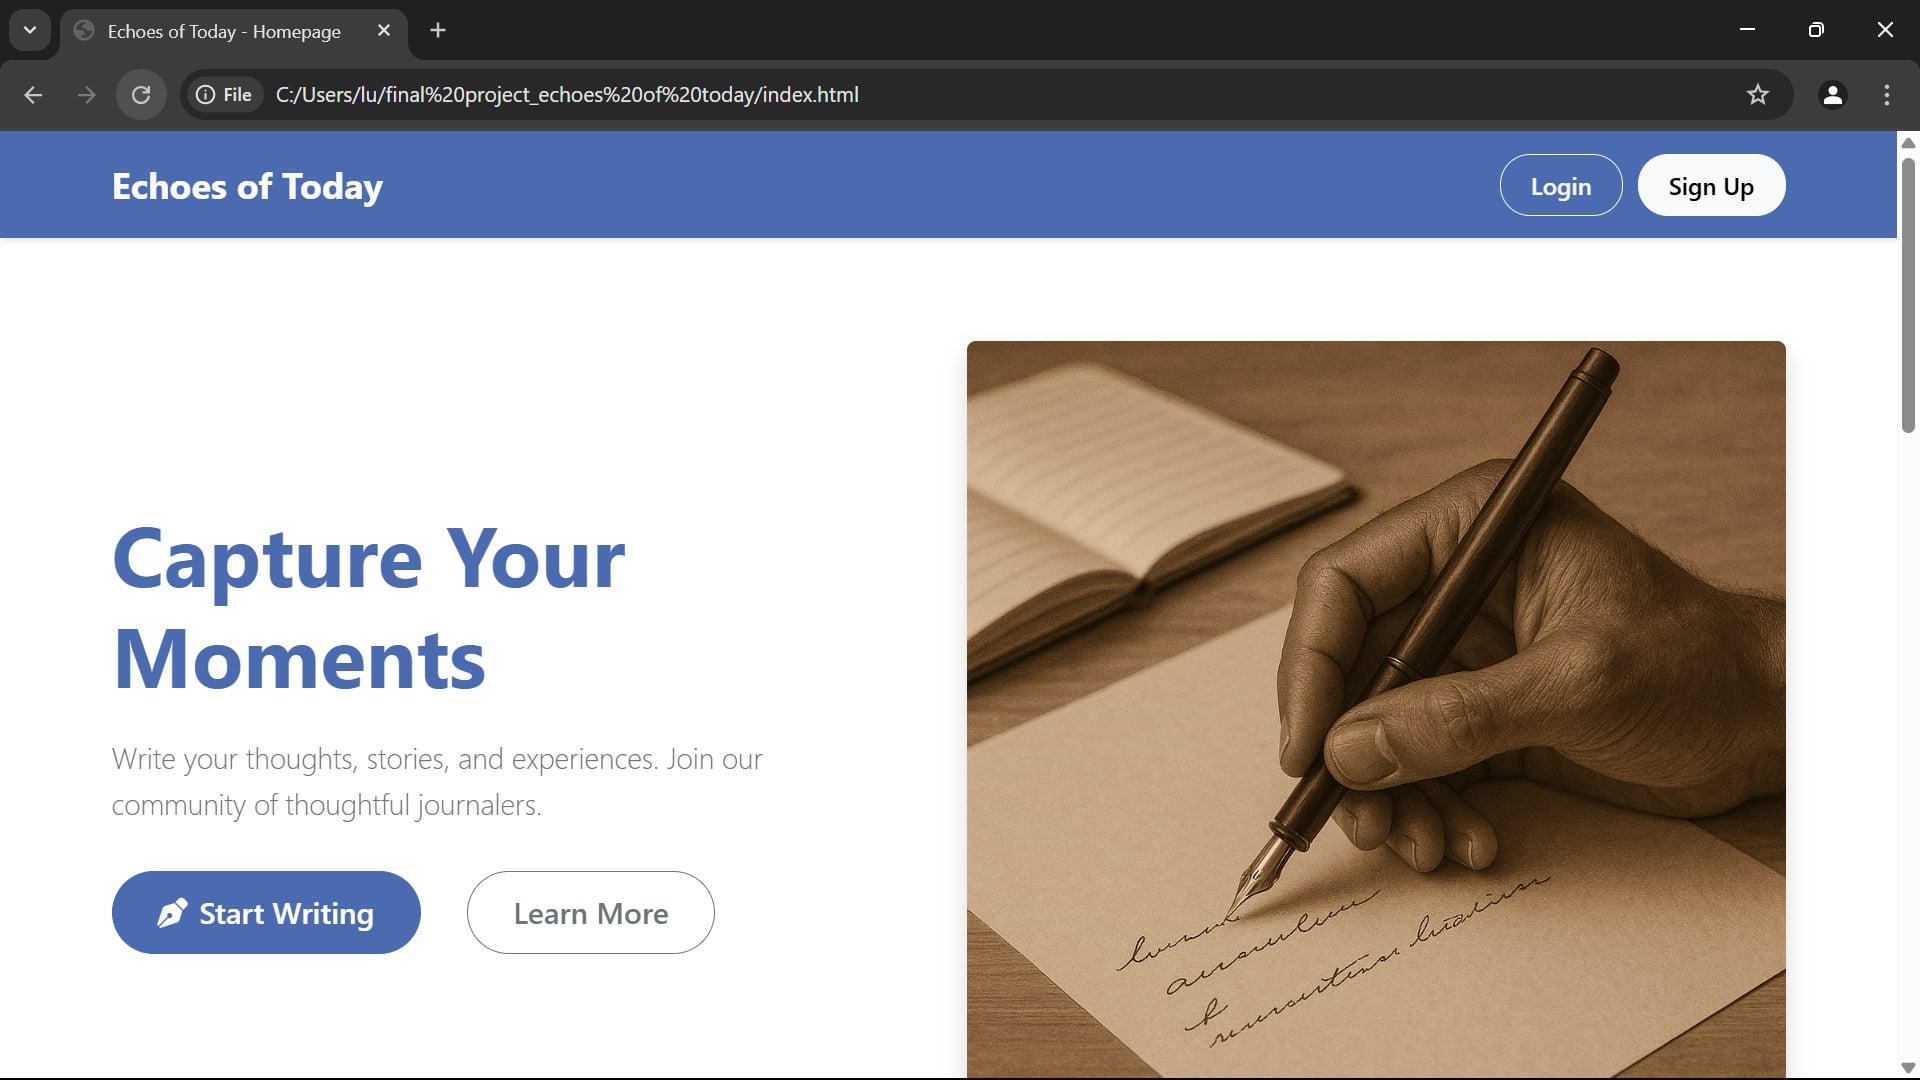 Echoes of Today - Homepage
File
C:/Users/lu/final%20project_echoes%20of%20today/index.html
Echoes of Today
Login
Sign Up
Capture Your
Moments
Write your thoughts, stories, and experiences. Join our
community of thoughtful journalers.
Start Writing
Learn More